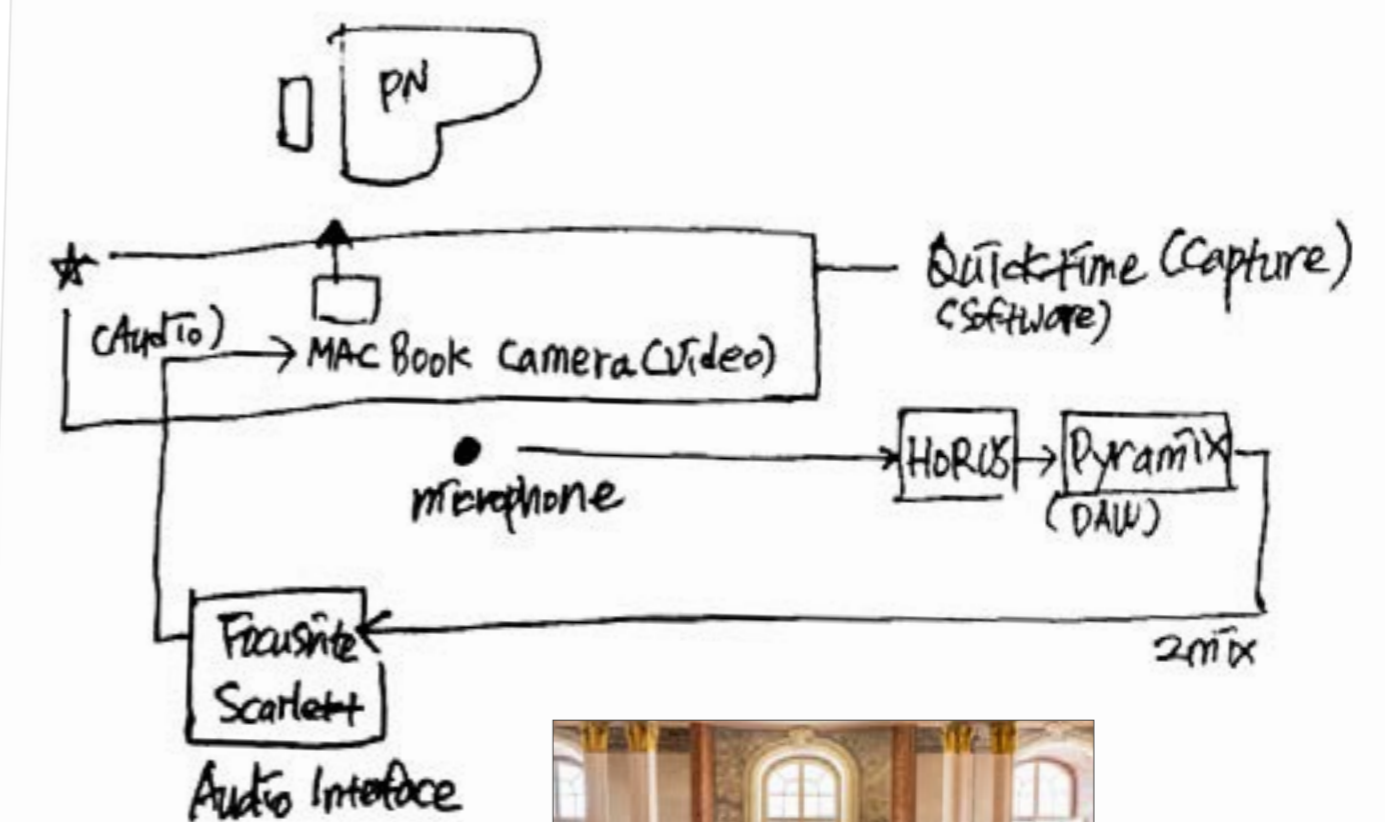 PN
☆
Quicktime (Capture)
(Software)
(Audio)
MAC Book Camera (Video)
microphone
HORUS
Pyramix
(DAW)
2mix
Focusrite
Scarlett
Audio Interface